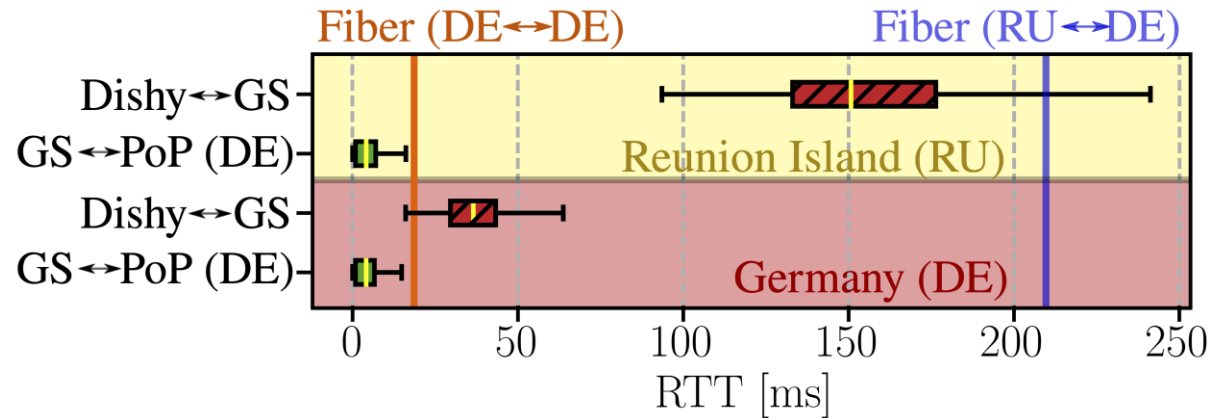 Fiber (DE↔DE) Fiber (RU↔DE)
Dishy↔GS
GS↔PoP (DE)
Reunion Island (RU)
Dishy↔GS
GS↔PoP (DE)
Germany (DE)
0 50 100 150 200 250
RTT [ms]